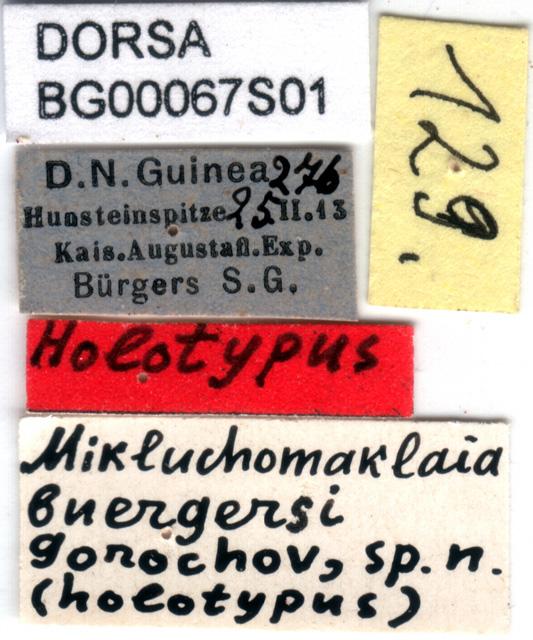 DORSA
BG00067S01
129.
D.N. Guinea 276
Hunsteinspitze 25 II.13
Kais.Augustafl.Exp.
Bürgers S.G.
Holotypus
Mikluchomaklaia
buergersi
gorochov, sp. n.
(holotypus)